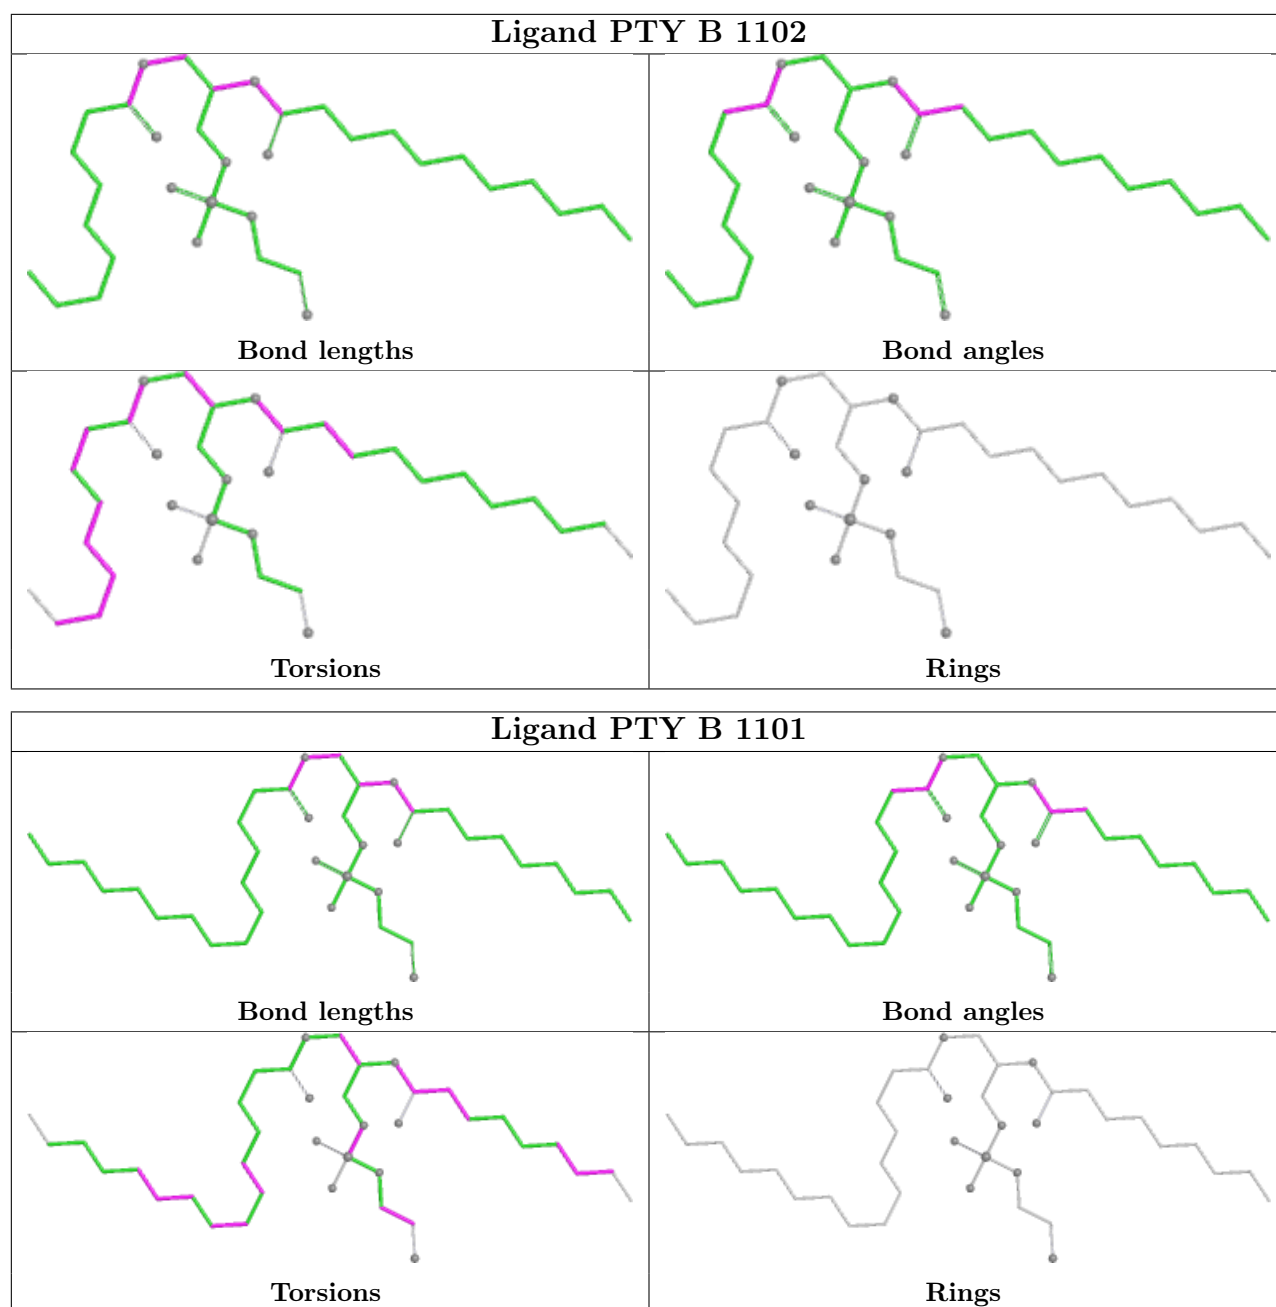 Ligand PTY B 1102
Bond lengths
Bond angles
Torsions
Rings
Ligand PTY B 1101
Bond lengths
Bond angles
Torsions
Rings